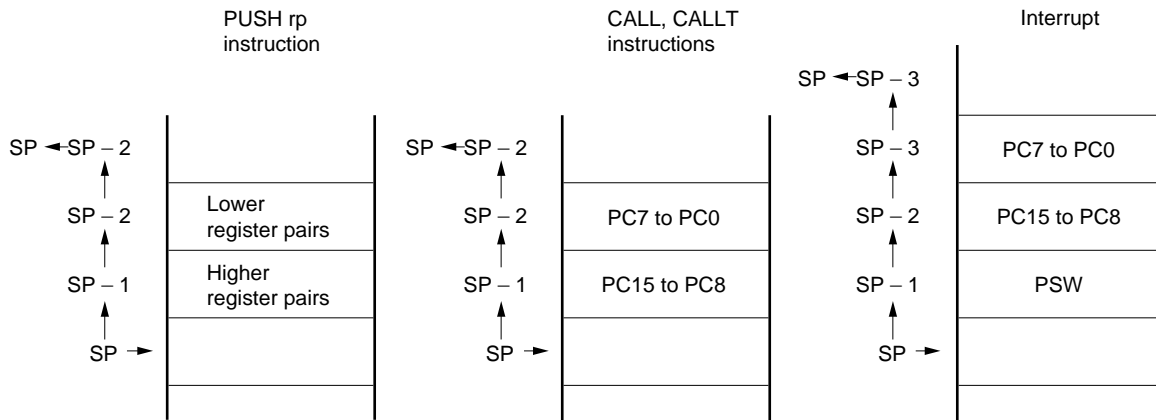 PUSH rp
instruction
SP ← SP – 2
SP – 2
Lower
register pairs
SP – 1
Higher
register pairs
SP →
CALL, CALLT
instructions
SP ← SP – 2
SP – 2
PC7 to PC0
SP – 1
PC15 to PC8
SP →
Interrupt
SP ← SP – 3
SP – 3
PC7 to PC0
SP – 2
PC15 to PC8
SP – 1
PSW
SP →